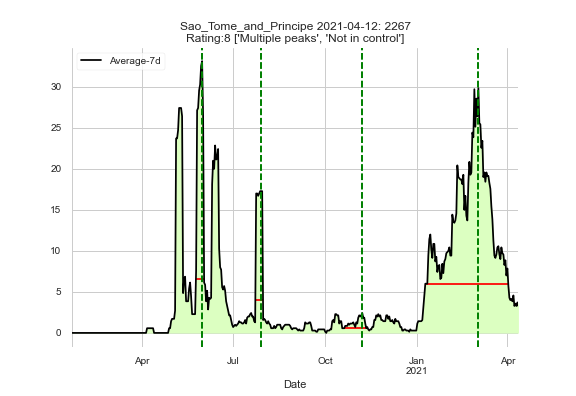 Sao_Tome_and_Principe 2021-04-12: 2267
Rating:8 ['Multiple peaks', 'Not in control']
Average-7d
30
25
20
15
10
5
0
Apr
Jul
Oct
Jan
2021
Apr
Date